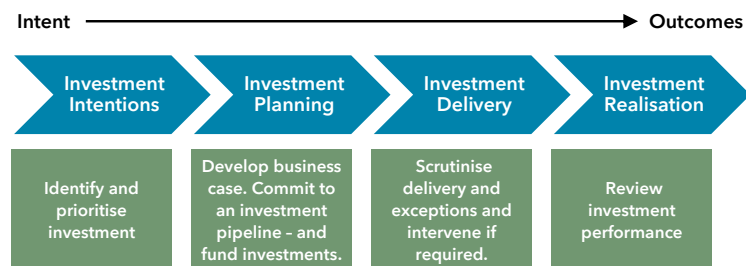 Intent
Outcomes
Investment
Intentions
Investment
Planning
Investment
Delivery
Investment
Realisation
Identify and
prioritise
investment
Develop business
case. Commit to
an investment
pipeline – and
fund investments.
Scrutinise
delivery and
exceptions and
intervene if
required.
Review
investment
performance